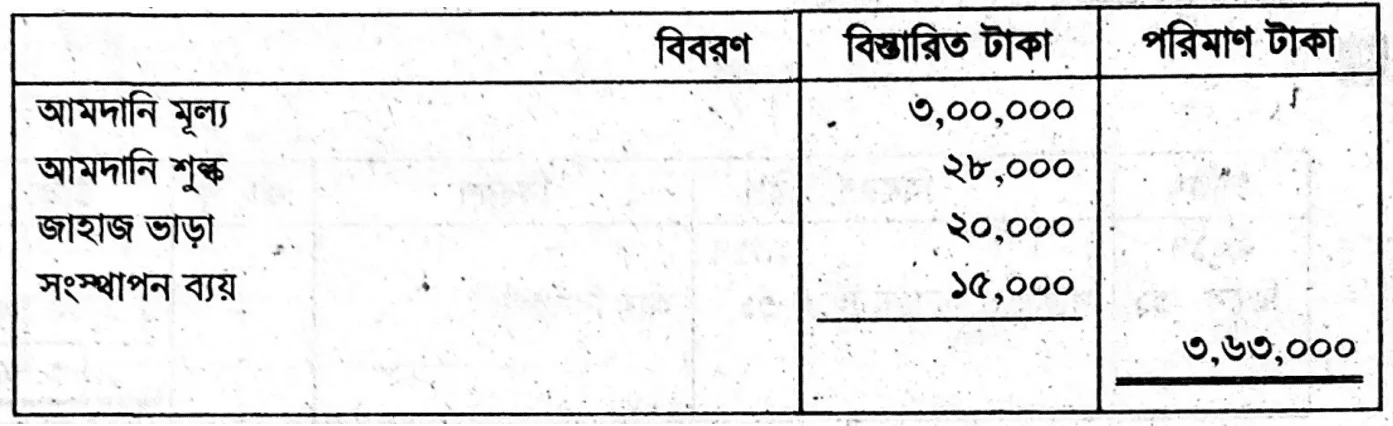 বিবরণ বিস্তারিত টাকা পরিমাণ টাকা
আমদানি মূল্য ৩,০০,০০০
আমদানি শুল্ক ২৮,০০০
জাহাজ ভাড়া ২০,০০০
সংস্থাপন ব্যয় ১৫,০০০
৩,৬৩,০০০